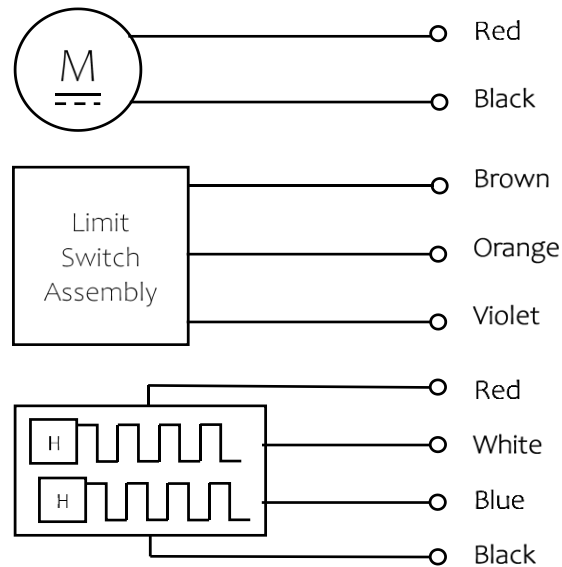 M
Red
Black
Limit
Switch
Assembly
Brown
Orange
Violet
H
H
Red
White
Blue
Black